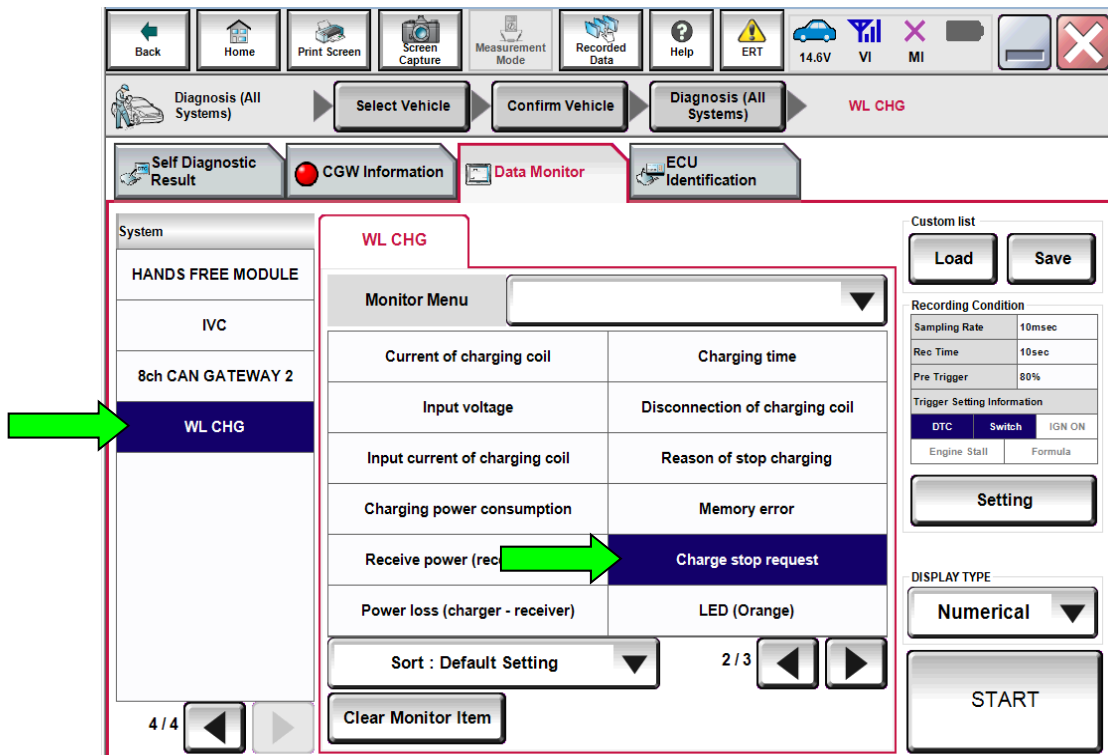 Back
Home
Print Screen
Screen
Capture
Measurement
Mode
Recorded
Data
Help
ERT
14.6V
VI
MI
Diagnosis (All
Systems)
Select Vehicle
Confirm Vehicle
Diagnosis (All
Systems)
WL CHG
Self Diagnostic
Result
CGW Information
Data Monitor
ECU
Identification
System
HANDS FREE MODULE
IVC
8ch CAN GATEWAY 2
WL CHG
4 / 4
WL CHG
Monitor Menu
Current of charging coil
Charging time
Input voltage
Disconnection of charging coil
Input current of charging coil
Reason of stop charging
Charging power consumption
Memory error
Receive power (rec
Charge stop request
Power loss (charger - receiver)
LED (Orange)
Sort : Default Setting
2 / 3
Clear Monitor Item
Custom list
Load
Save
Recording Condition
Sampling Rate 10msec
Rec Time 10sec
Pre Trigger 80%
Trigger Setting Information
DTC Switch IGN ON
Engine Stall Formula
Setting
DISPLAY TYPE
Numerical
START